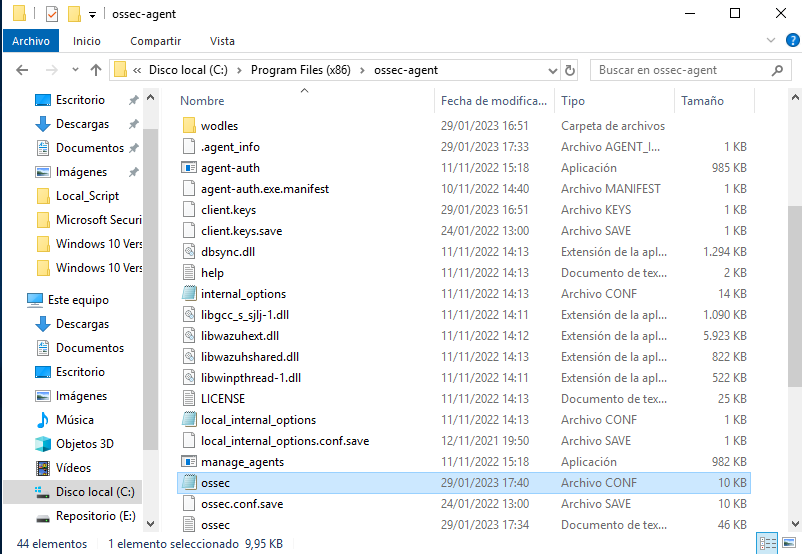 ossec-agent
Archivo Inicio Compartir Vista
« Disco local (C:) Program Files (x86) ossec-agent Buscar en ossec-agent
Nombre Fecha de modifica... Tipo Tamaño
Escritorio
Descargas
Documentos
Imágenes
Local_Script
Microsoft Securi
Windows 10 Vers
Windows 10 Vers
Este equipo
Descargas
Documentos
Escritorio
Imágenes
Música
Objetos 3D
Vídeos
Disco local (C:)
Repositorio (E:)
wodles 29/01/2023 16:51 Carpeta de archivos
.agent_info 29/01/2023 17:33 Archivo AGENT_I... 1 KB
agent-auth 11/11/2022 15:18 Aplicación 985 KB
agent-auth.exe.manifest 10/11/2022 14:40 Archivo MANIFEST 1 KB
client.keys 29/01/2023 16:51 Archivo KEYS 1 KB
client.keys.save 24/01/2022 13:00 Archivo SAVE 1 KB
dbsync.dll 11/11/2022 14:13 Extensión de la apl... 1.294 KB
help 11/11/2022 14:13 Documento de tex... 2 KB
internal_options 11/11/2022 14:13 Archivo CONF 14 KB
libgcc_s_sjlj-1.dll 11/11/2022 14:11 Extensión de la apl... 1.090 KB
libwazuhext.dll 11/11/2022 14:12 Extensión de la apl... 5.923 KB
libwazuhshared.dll 11/11/2022 14:13 Extensión de la apl... 822 KB
libwinpthread-1.dll 11/11/2022 14:11 Extensión de la apl... 522 KB
LICENSE 11/11/2022 14:13 Documento de tex... 25 KB
local_internal_options 11/11/2022 14:13 Archivo CONF 1 KB
local_internal_options.conf.save 12/11/2021 19:50 Archivo SAVE 1 KB
manage_agents 11/11/2022 15:18 Aplicación 982 KB
ossec 29/01/2023 17:40 Archivo CONF 10 KB
ossec.conf.save 24/01/2022 13:00 Archivo SAVE 10 KB
ossec 29/01/2023 17:34 Documento de tex... 46 KB
44 elementos 1 elemento seleccionado 9,95 KB